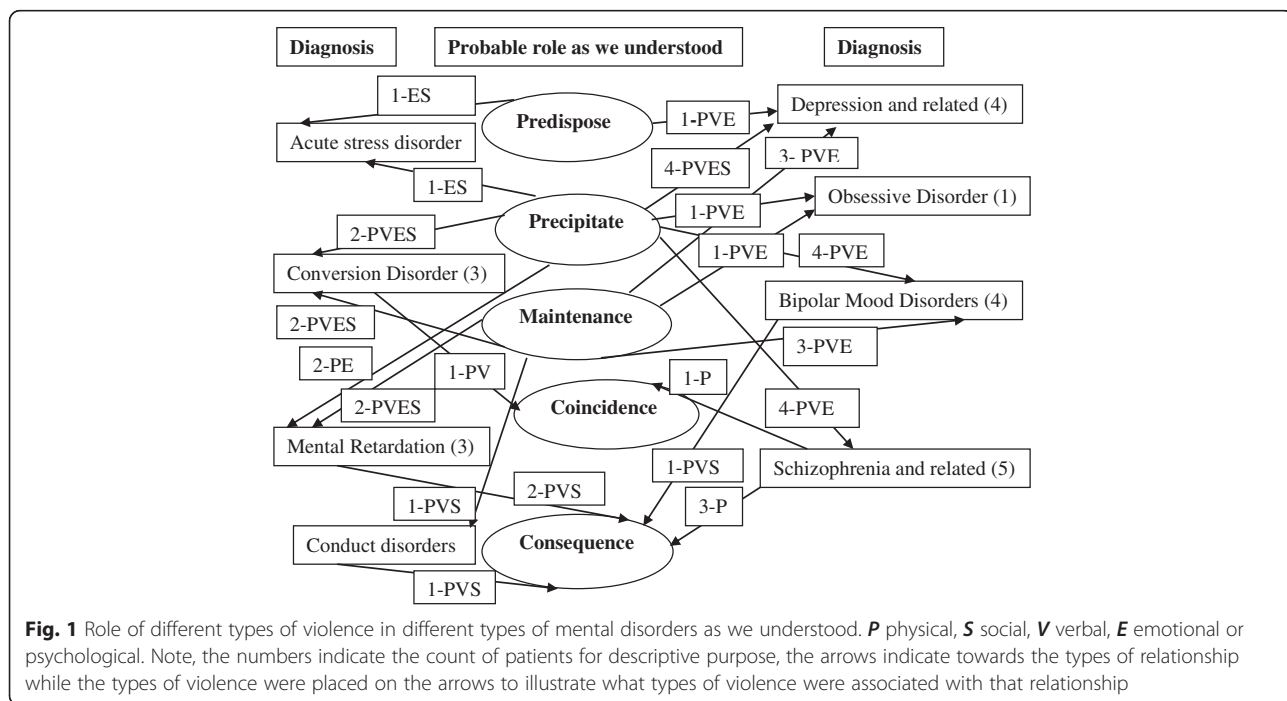 Diagnosis Probable role as we understood Diagnosis
1-ES
Depression and related (4)
Predispose
1-PVE
Acute stress disorder
3- PVE
4-PVES
1-ES
Obsessive Disorder (1)
Precipitate
1-PVE
2-PVES
1-PVE
4-PVE
Conversion Disorder (3)
Bipolar Mood Disorders (4)
Maintenance
2-PVES
3-PVE
2-PE
1-PV
1-P
2-PVES
Coincidence
4-PVE
Mental Retardation (3)
1-PVS
Schizophrenia and related (5)
2-PVS
1-PVS
3-P
Consequence
Conduct disorders
1-PVS
Fig. 1 Role of different types of violence in different types of mental disorders as we understood. P physical, S social, V verbal, E emotional or
psychological. Note, the numbers indicate the count of patients for descriptive purpose, the arrows indicate towards the types of relationship
while the types of violence were placed on the arrows to illustrate what types of violence were associated with that relationship